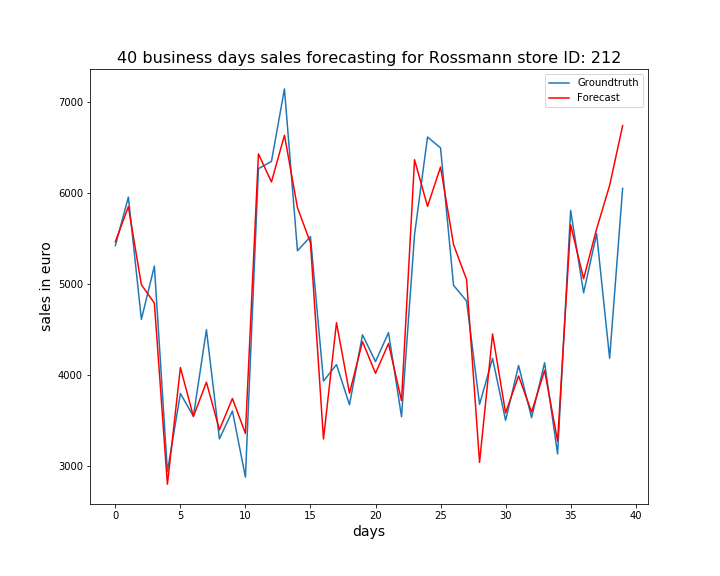 40 business days sales forecasting for Rossmann store ID: 212
Groundtruth
Forecast
7000
6000
5000
4000
3000
sales in euro
0 5 10 15 20 25 30 35 40
days